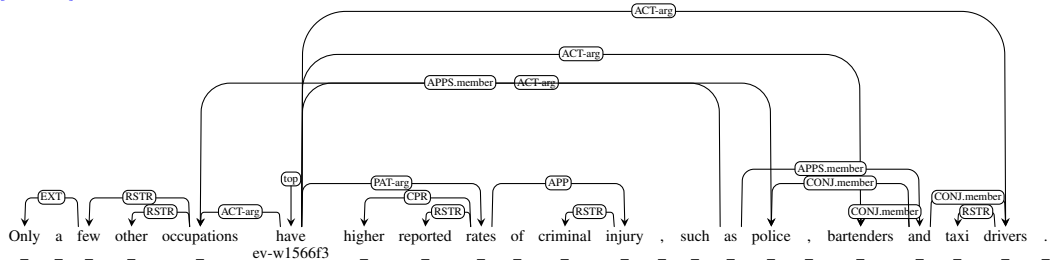 ACT-arg
ACT-arg
APPS.member ACT-arg
top APPS.member
EXT RSTR PAT-arg APP CONJ.member
CPR CONJ.member
RSTR ACT-arg RSTR RSTR CONJ.member RSTR
Only a few other occupations have higher reported rates of criminal injury , such as police , bartenders and taxi drivers .
_ _ _ _ _ ev-w1566f3 _ _ _ _ _ _ _ _ _ _ _ _ _ _ _ _